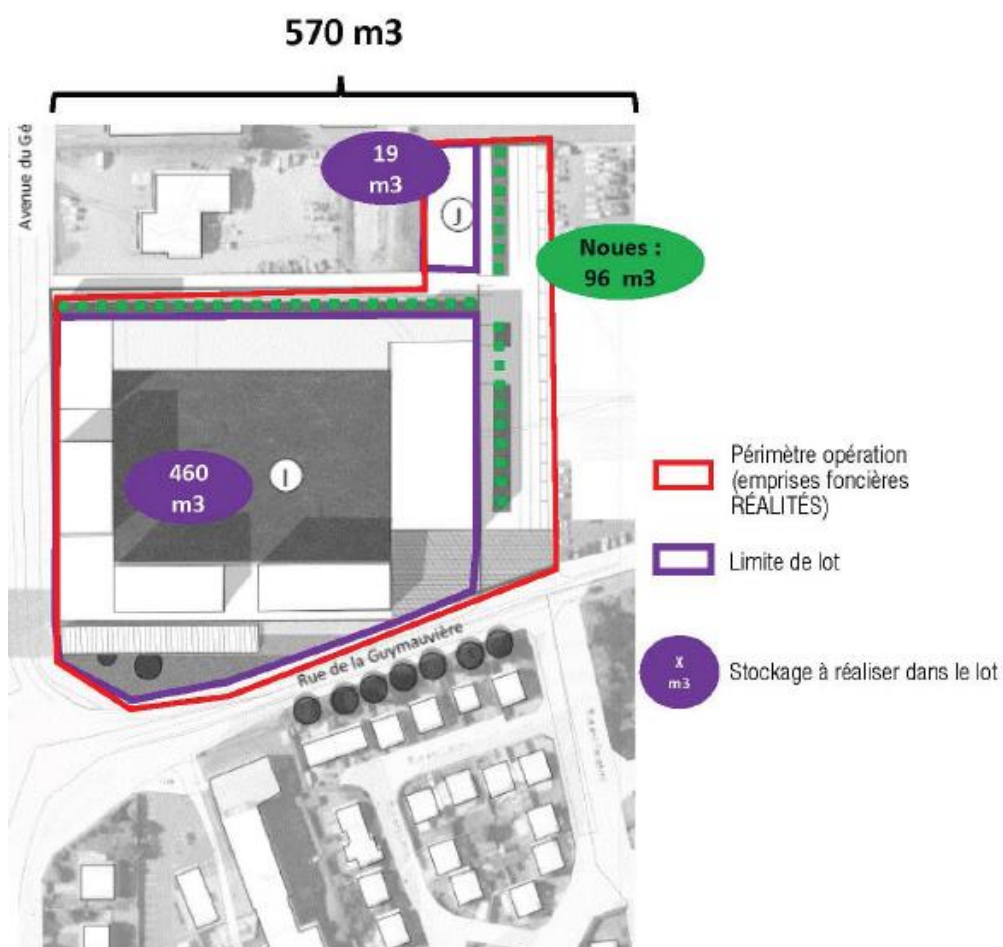 570 m3
Avenue du Gé
19
m3
J
Noues :
96 m3
460
m3
I
Périmètre opération
(emprises foncières
RÉALITÉS)
Limite de lot
Rue de la Guymauvière
x
m3
Stockage à réaliser dans le lot